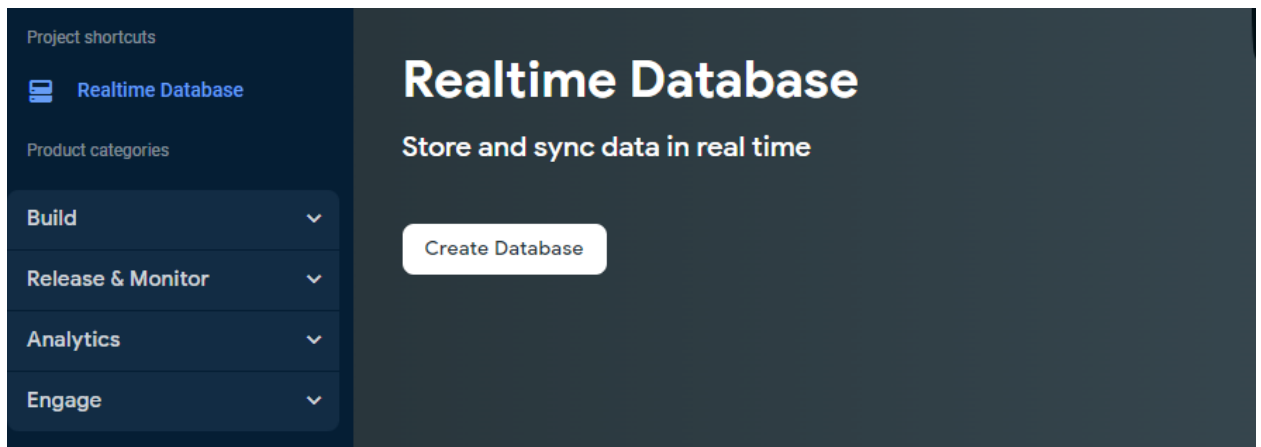 Project shortcuts
Realtime Database
Product categories
Build
Release & Monitor
Analytics
Engage
Realtime Database
Store and sync data in real time
Create Database